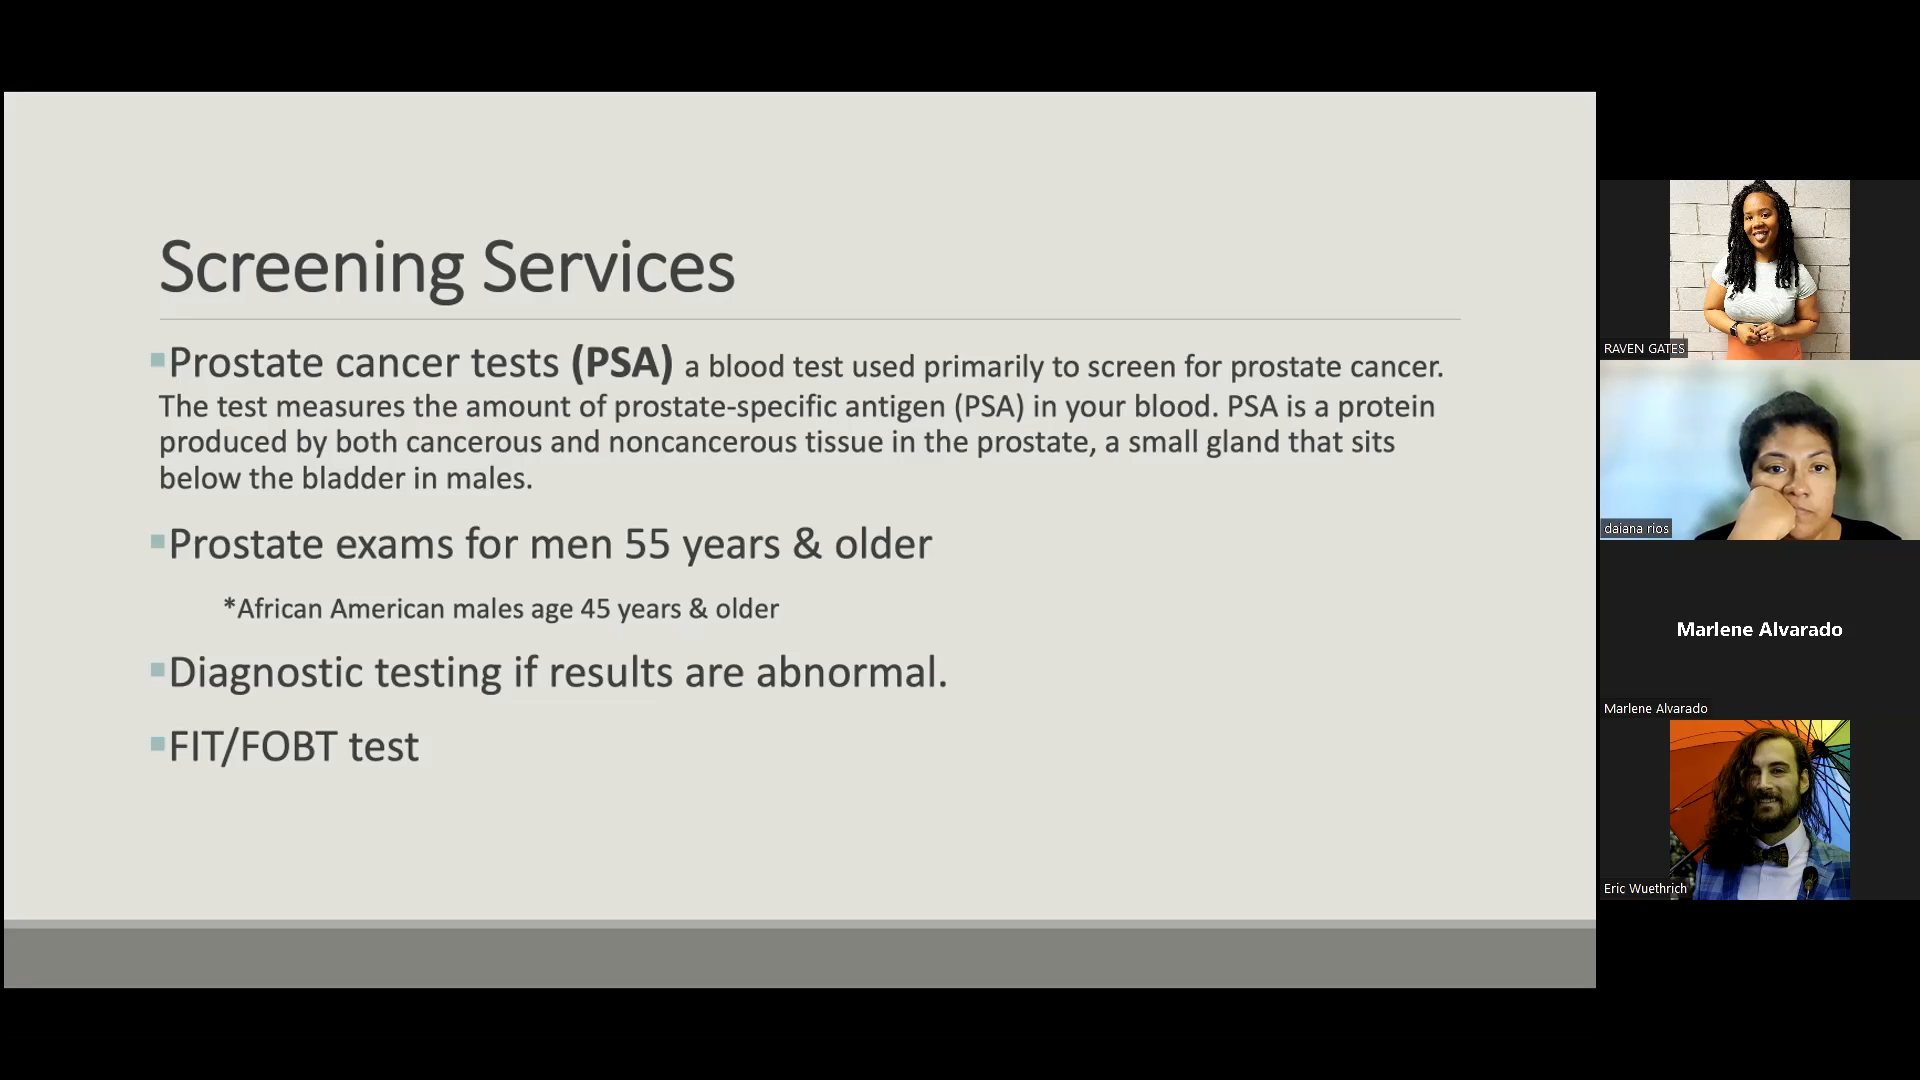 Screening Services
▪Prostate cancer tests (PSA) a blood test used primarily to screen for prostate cancer.
The test measures the amount of prostate-specific antigen (PSA) in your blood. PSA is a protein
produced by both cancerous and noncancerous tissue in the prostate, a small gland that sits
below the bladder in males.
▪Prostate exams for men 55 years & older
*African American males age 45 years & older
▪Diagnostic testing if results are abnormal.
▪FIT/FOBT test
RAVEN GATES
daiana rios
Marlene Alvarado
Marlene Alvarado
Eric Wuethrich